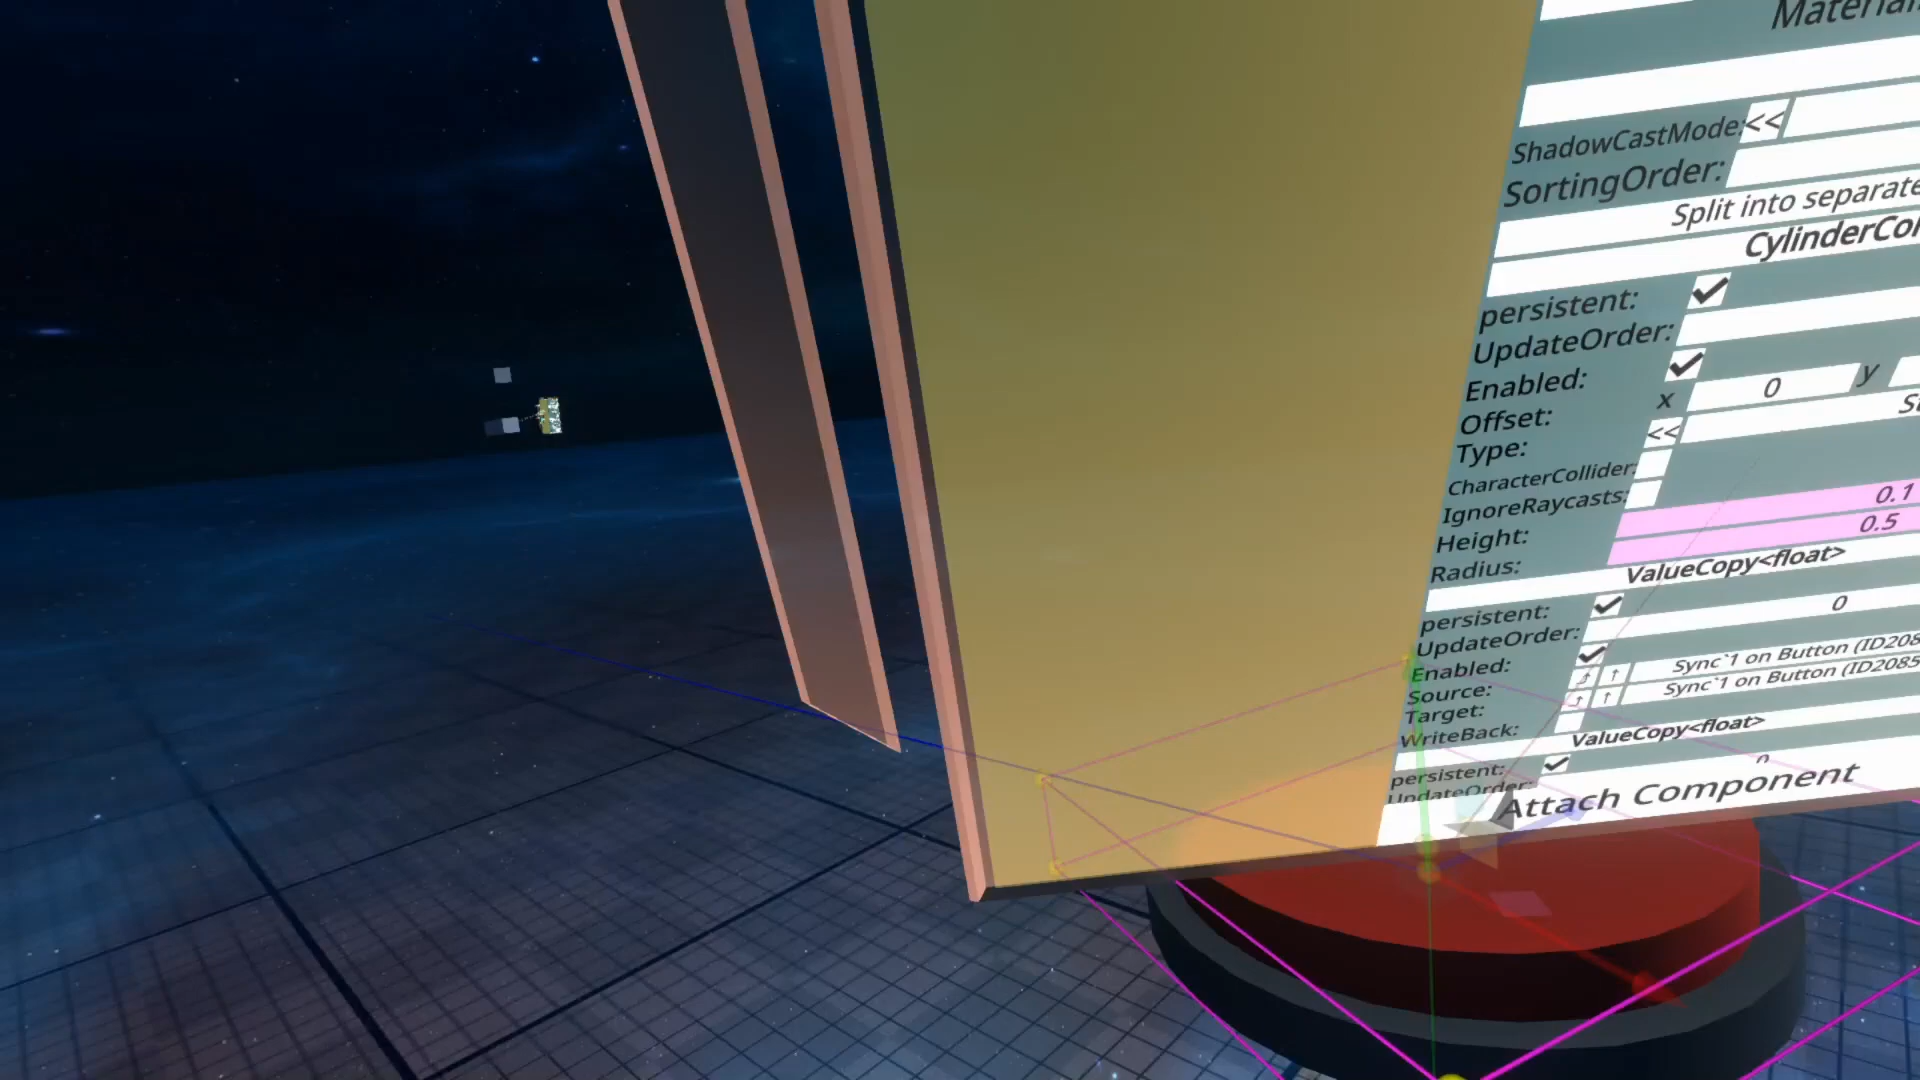 Material
ShadowCastMode: <<
SortingOrder:
Split into separate
CylinderCol
persistent:
UpdateOrder:
Enabled:
Offset: x 0 y
Type: <<
CharacterCollider:
IgnoreRaycasts:
Height: 0.1
Radius: 0.5
ValueCopy<float>
persistent:
UpdateOrder: 0
Enabled:
Source: Sync`1 on Button (ID208
Target: Sync`1 on Button (ID2085
WriteBack:
ValueCopy<float>
persistent:
UpdateOrder:
Attach Component